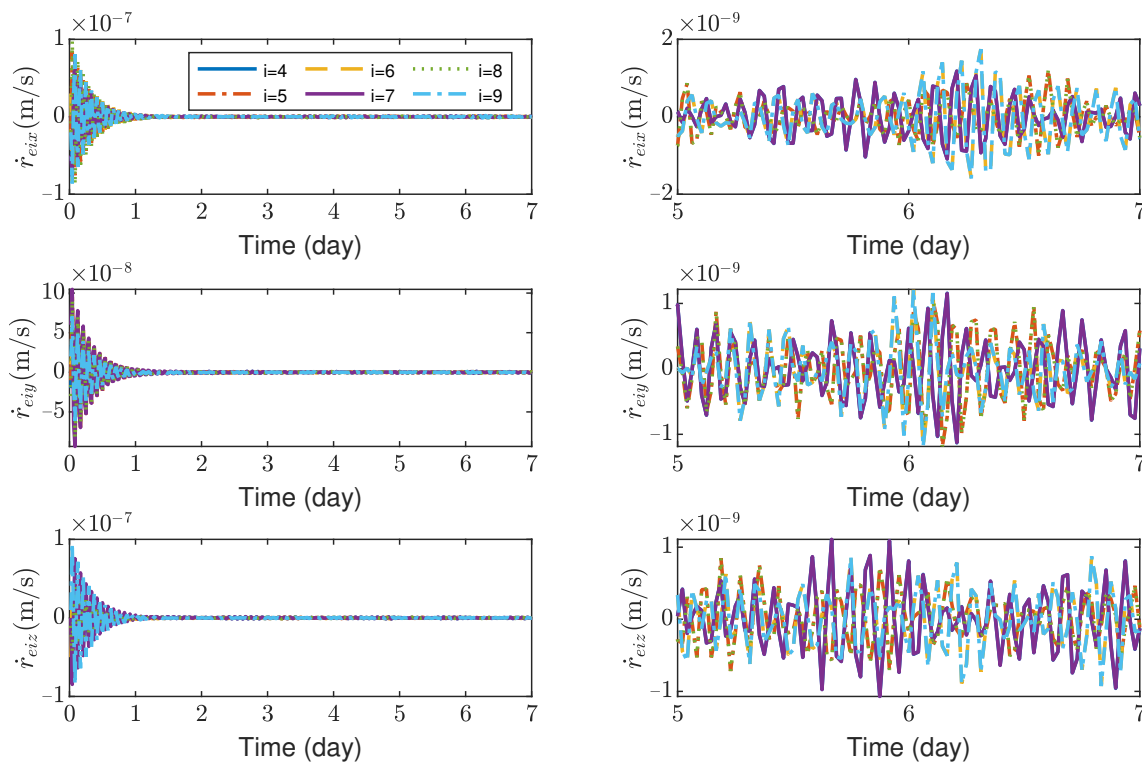 ×10⁻⁷
1
0
−1
ṙ_eix(m/s)
i=4 i=6 i=8
i=5 i=7 i=9
0 1 2 3 4 5 6 7
Time (day)
×10⁻⁹
2
0
−2
ṙ_eix(m/s)
5 6 7
Time (day)
×10⁻⁸
10
5
0
−5
ṙ_eiy(m/s)
0 1 2 3 4 5 6 7
Time (day)
×10⁻⁹
1
0
−1
ṙ_eiy(m/s)
5 6 7
Time (day)
×10⁻⁷
1
0
−1
ṙ_eiz(m/s)
0 1 2 3 4 5 6 7
Time (day)
×10⁻⁹
1
0
−1
ṙ_eiz(m/s)
5 6 7
Time (day)